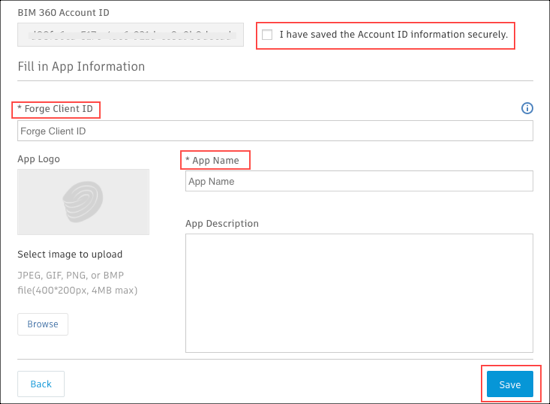 BIM 360 Account ID
I have saved the Account ID information securely.
Fill in App Information
* Forge Client ID
Forge Client ID
App Logo
* App Name
App Name
App Description
Select image to upload
JPEG, GIF, PNG, or BMP
file(400*200px, 4MB max)
Browse
Back
Save